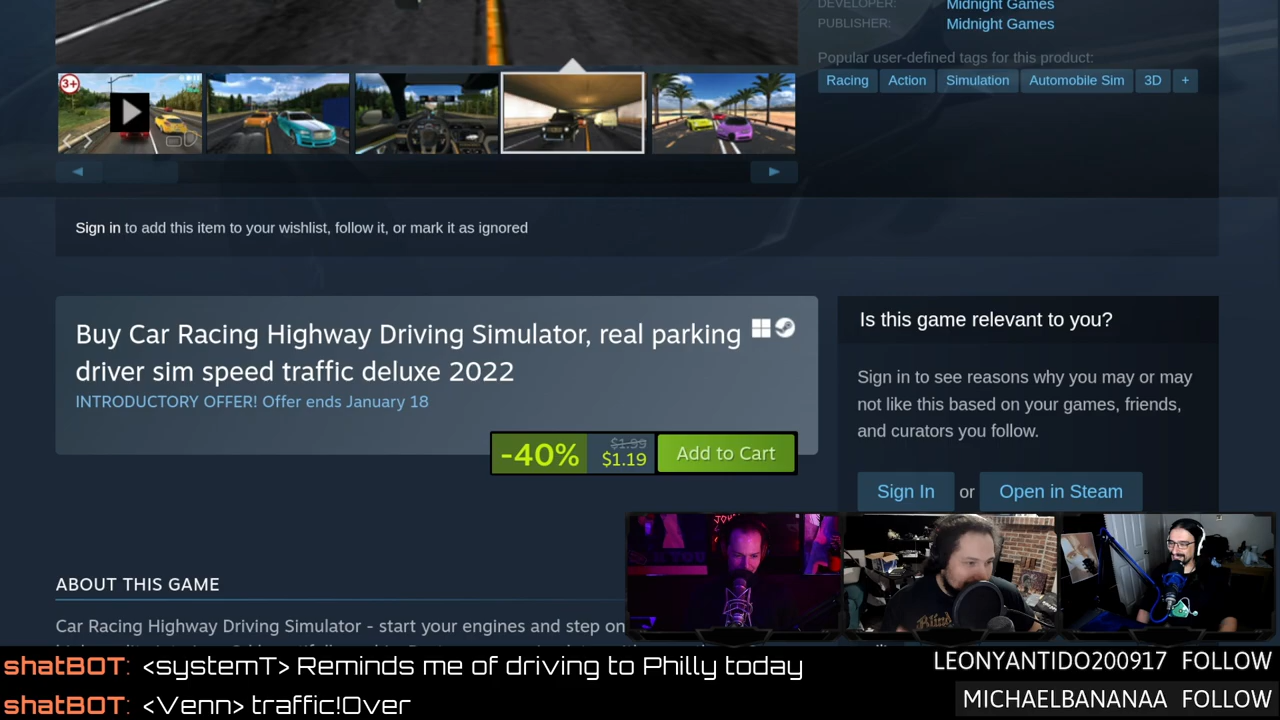 DEVELOPER: Midnight Games
PUBLISHER: Midnight Games
Popular user-defined tags for this product:
Racing Action Simulation Automobile Sim 3D +
3+
Sign in to add this item to your wishlist, follow it, or mark it as ignored
Buy Car Racing Highway Driving Simulator, real parking
driver sim speed traffic deluxe 2022
INTRODUCTORY OFFER! Offer ends January 18
-40% $1.99 $1.19 Add to Cart
Is this game relevant to you?
Sign in to see reasons why you may or may
not like this based on your games, friends,
and curators you follow.
Sign In or Open in Steam
ABOUT THIS GAME
Car Racing Highway Driving Simulator - start your engines and step on
shatBOT: <systemT> Reminds me of driving to Philly today
shatBOT: <Venn> traffic!Over
LEONYANTIDO200917 FOLLOW
MICHAELBANANAA FOLLOW